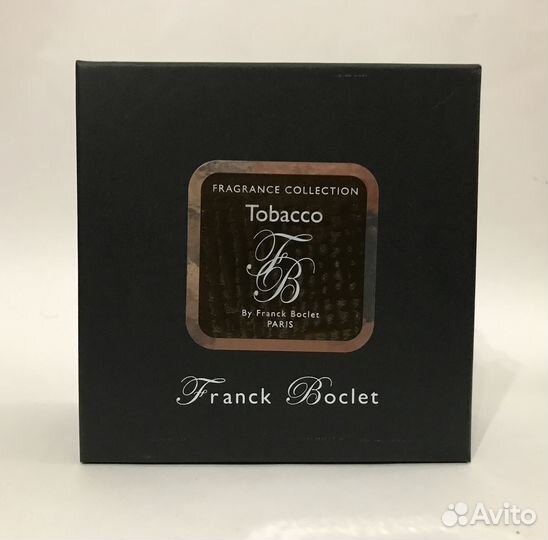 FRAGRANCE COLLECTION
Tobacco
FB
By Franck Boclet
PARIS
Franck Boclet
Avito